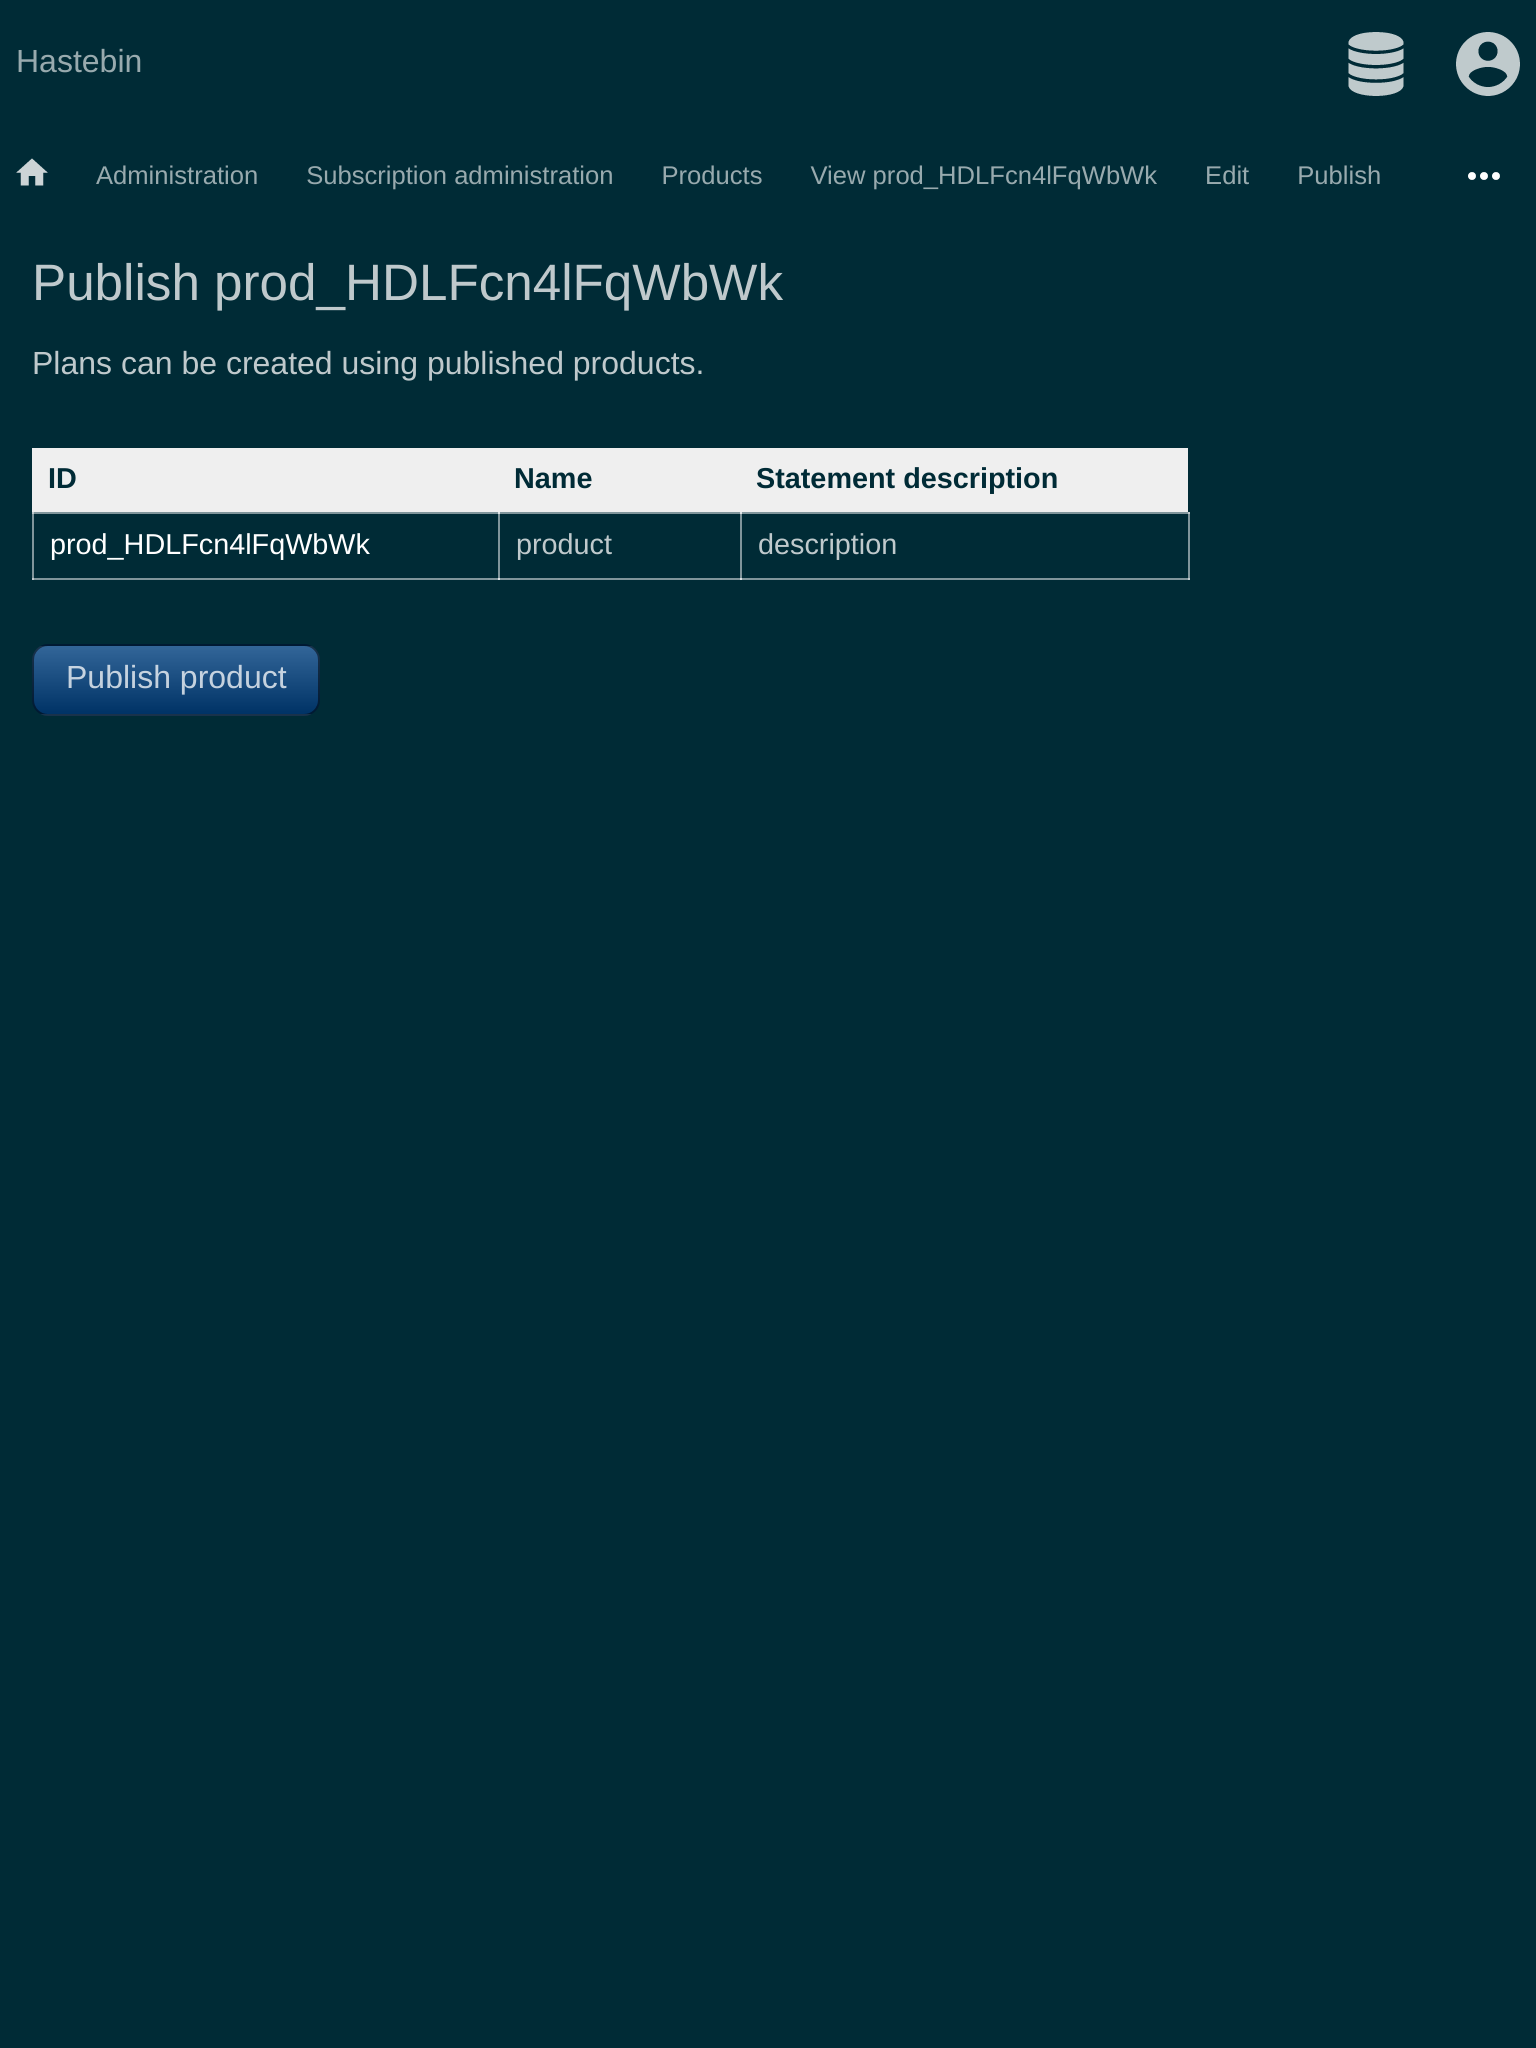 Hastebin
Administration Subscription administration Products View prod_HDLFcn4lFqWbWk Edit Publish
Publish prod_HDLFcn4lFqWbWk
Plans can be created using published products.
ID Name Statement description
prod_HDLFcn4lFqWbWk product description
Publish product